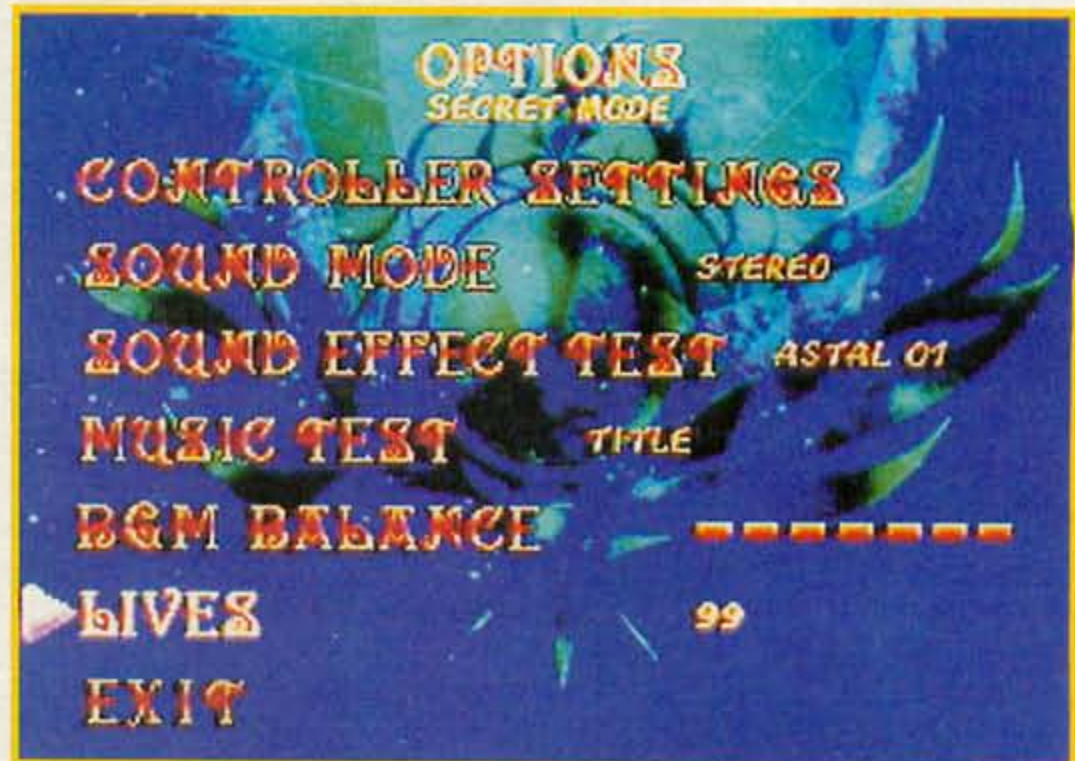 OPTIONS
SECRET MODE
CONTROLLER SETTINGS
SOUND MODE STEREO
SOUND EFFECT TEST ASTAL 01
MUSIC TEST TITLE
BGM BALANCE
LIVES 99
EXIT